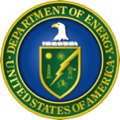 DEPARTMENT OF ENERGY
UNITED STATES OF AMERICA